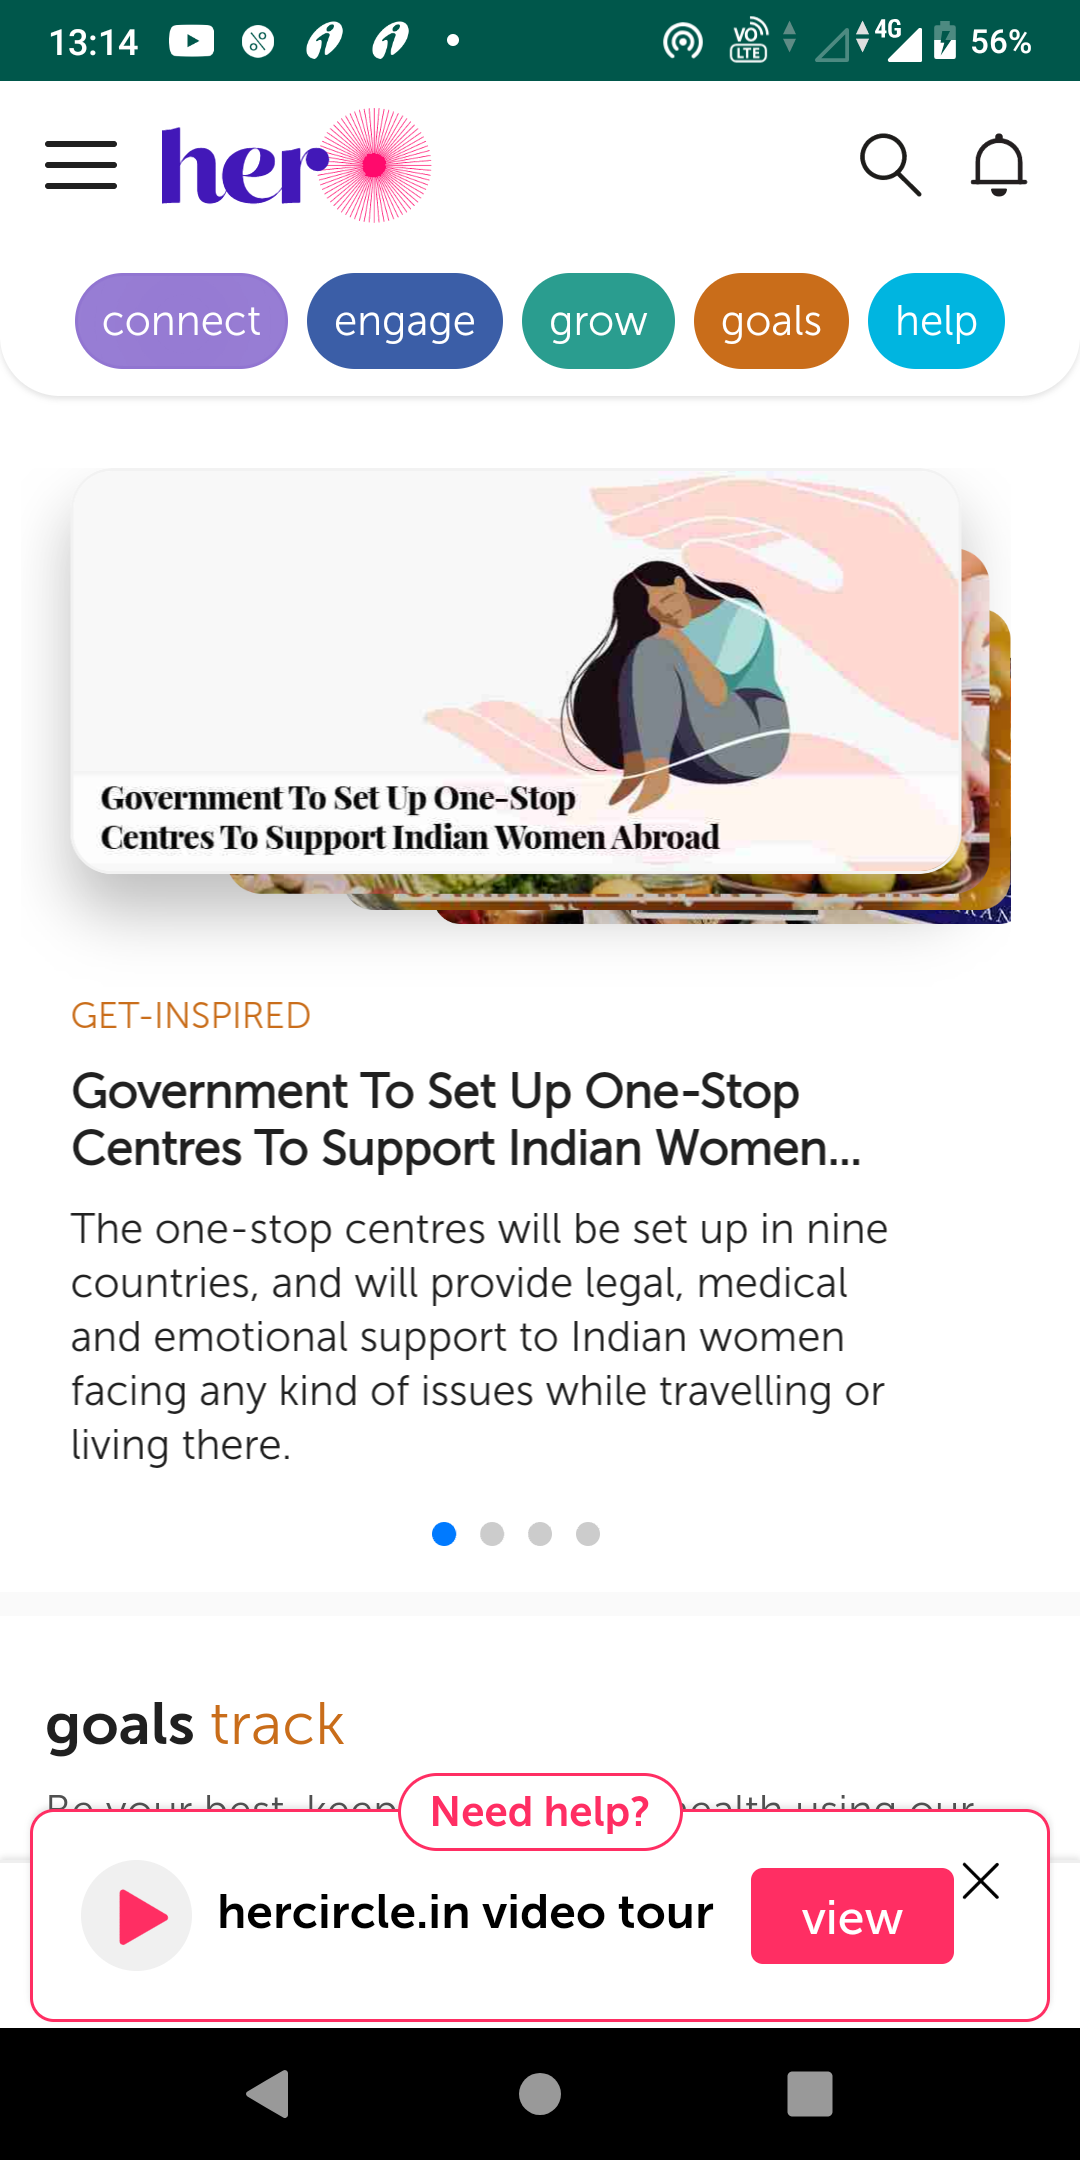 13:14
VO
LTE
4G
56%
her
connect
engage
grow
goals
help
Government To Set Up One-Stop
Centres To Support Indian Women Abroad
GET-INSPIRED
Government To Set Up One-Stop
Centres To Support Indian Women...
The one-stop centres will be set up in nine
countries, and will provide legal, medical
and emotional support to Indian women
facing any kind of issues while travelling or
living there.
goals track
Be your best, keep
health using our
Need help?
hercircle.in video tour
view